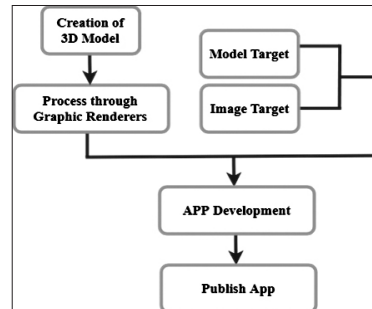 Creation of
3D Model
Model Target
Process through
Graphic Renderers
Image Target
APP Development
Publish App